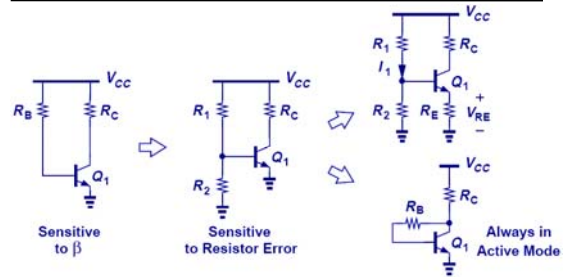 V_CC
R_B R_C
Q_1
Sensitive
to β
V_CC
R_1 R_C
Q_1
R_2
Sensitive
to Resistor Error
V_CC
R_1 R_C
I_1
Q_1
R_2 R_E + V_RE −
V_CC
R_C
R_B
Q_1
Always in
Active Mode